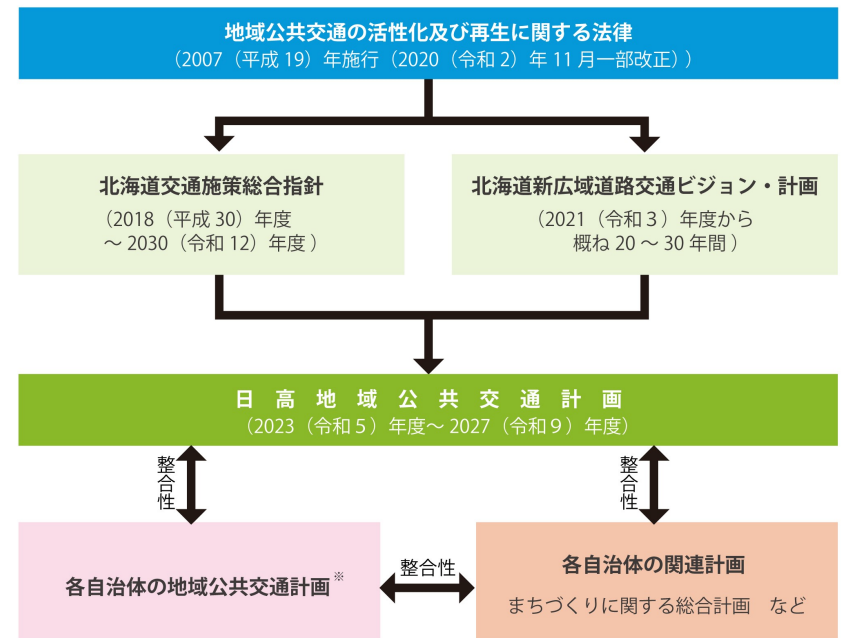 地域公共交通の活性化及び再生に関する法律
（2007（平成 19）年施行（2020（令和 2）年 11 月一部改正））
北海道交通施策総合指針
（2018（平成 30）年度
～ 2030（令和 12）年度 ）
北海道新広域道路交通ビジョン・計画
（2021（令和３）年度から
概ね 20 ～ 30 年間 ）
日 高 地 域 公 共 交 通 計 画
（2023（令和５）年度～ 2027（令和９）年度）
整合性
整合性
各自治体の地域公共交通計画※
整合性
各自治体の関連計画
まちづくりに関する総合計画　など